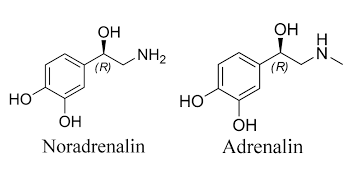 OH
NH2
(R)
HO
OH
Noradrenalin
OH
H
N
(R)
HO
OH
Adrenalin